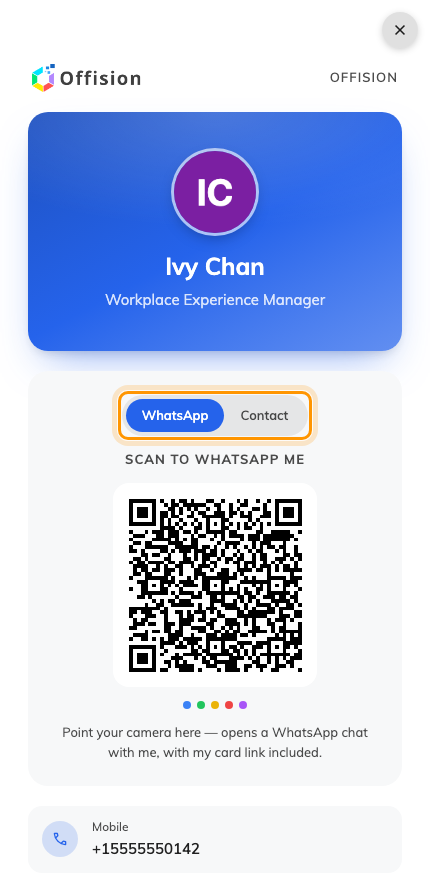 Offision
OFFISION
IC
Ivy Chan
Workplace Experience Manager
WhatsApp
Contact
SCAN TO WHATSAPP ME
Point your camera here — opens a WhatsApp chat
with me, with my card link included.
Mobile
+15555550142